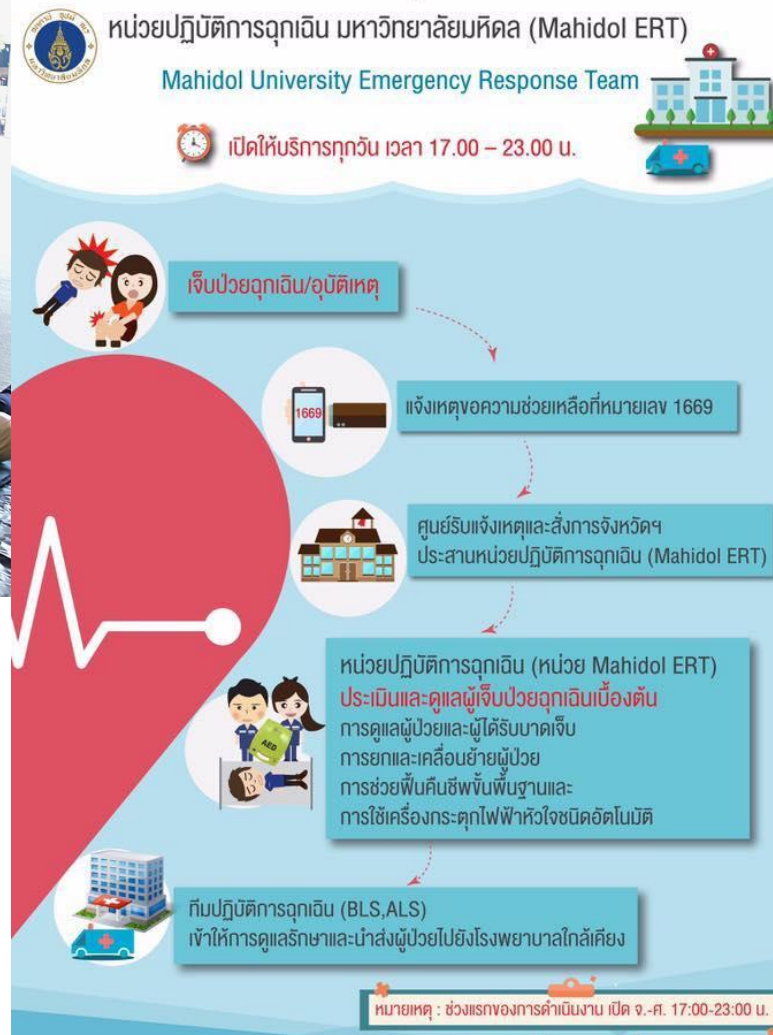 หน่วยปฏิบัติการฉุกเฉิน มหาวิทยาลัยมหิดล (Mahidol ERT)
Mahidol University Emergency Response Team
เปิดให้บริการทุกวัน เวลา 17.00 – 23.00 น.
เจ็บป่วยฉุกเฉิน/อุบัติเหตุ
1669
แจ้งเหตุขอความช่วยเหลือที่หมายเลข 1669
ศูนย์รับแจ้งเหตุและสั่งการจังหวัดฯ
ประสานหน่วยปฏิบัติการฉุกเฉิน (Mahidol ERT)
หน่วยปฏิบัติการฉุกเฉิน (หน่วย Mahidol ERT)
ประเมินและดูแลผู้เจ็บป่วยฉุกเฉินเบื้องต้น
การดูแลผู้ป่วยและผู้ได้รับบาดเจ็บ
การยกและเคลื่อนย้ายผู้ป่วย
การช่วยฟื้นคืนชีพขั้นพื้นฐานและ
การใช้เครื่องกระตุกไฟฟ้าหัวใจชนิดอัตโนมัติ
AED
ทีมปฏิบัติการฉุกเฉิน (BLS,ALS)
เข้าให้การดูแลรักษาและนำส่งผู้ป่วยไปยังโรงพยาบาลใกล้เคียง
หมายเหตุ : ช่วงแรกของการดำเนินงาน เปิด จ.-ศ. 17:00-23:00 น.